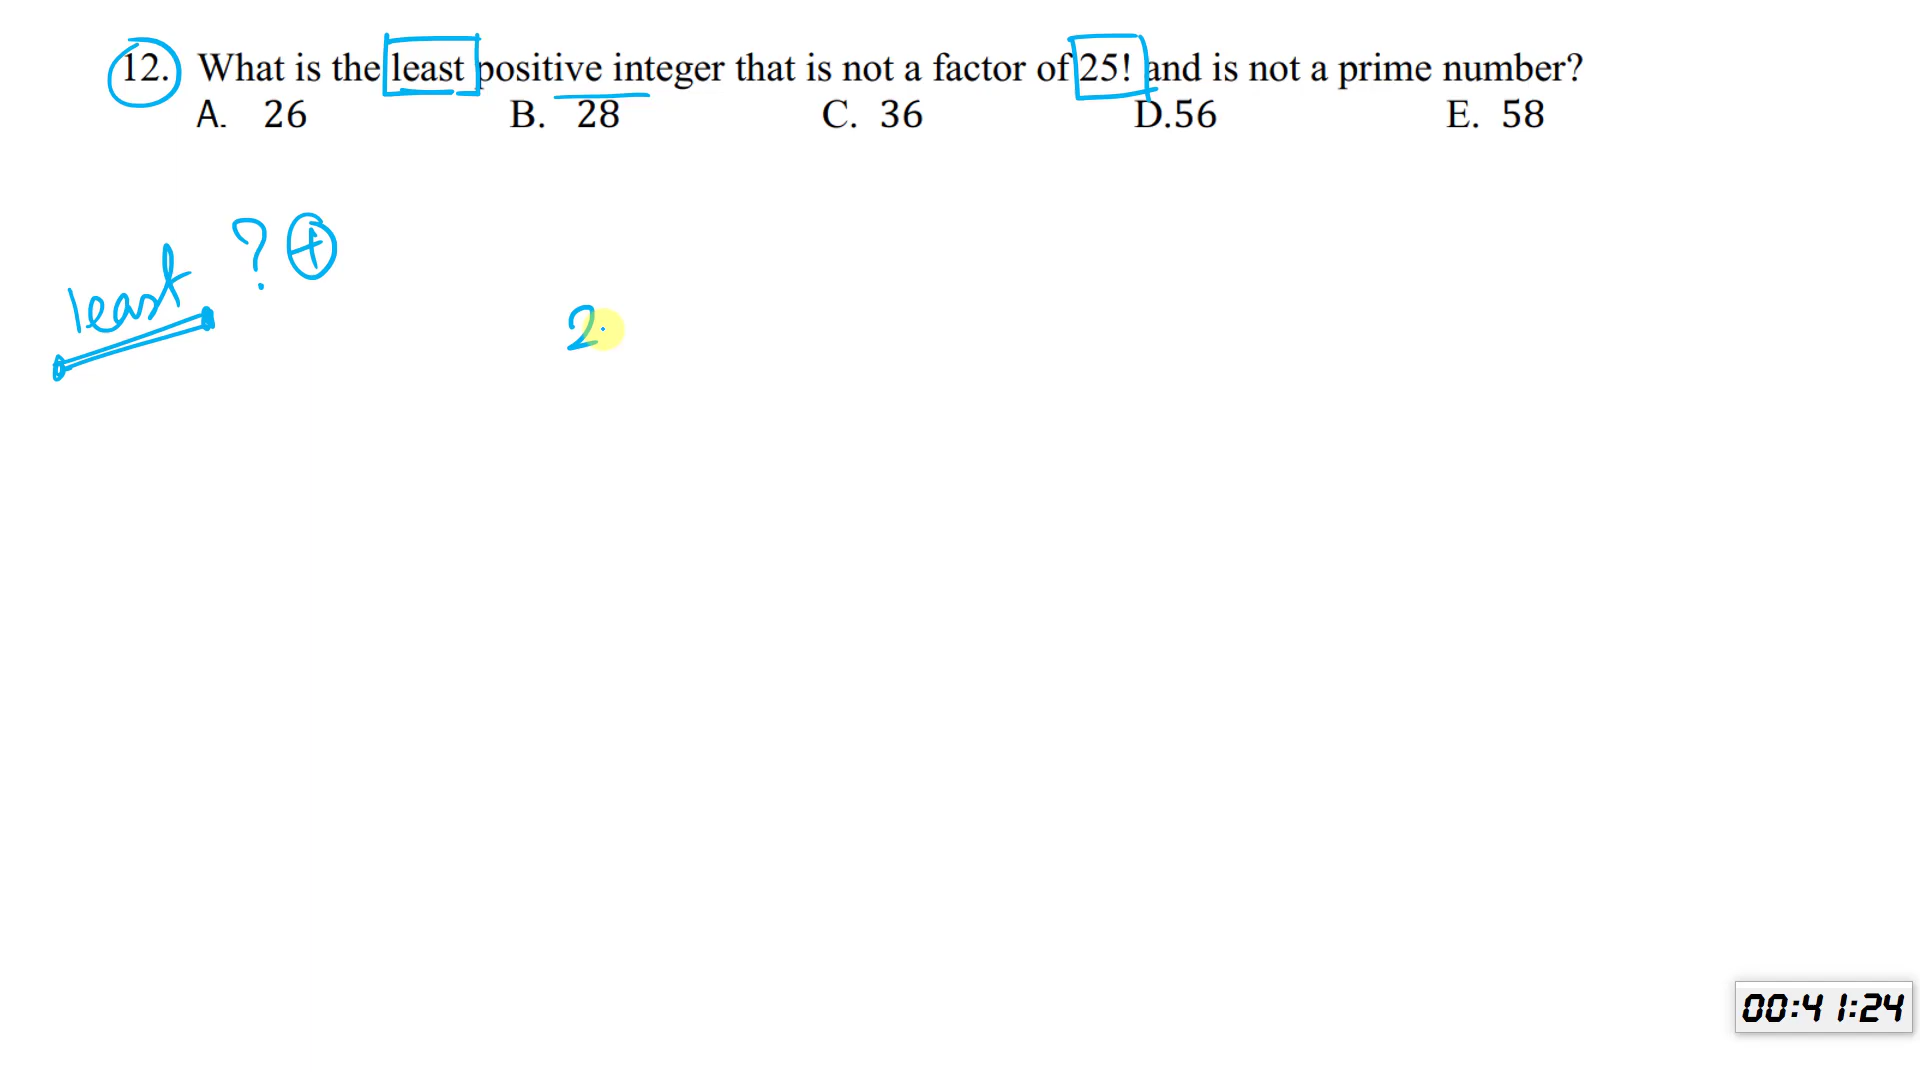 12. What is the least positive integer that is not a factor of 25! and is not a prime number?
A. 26 B. 28 C. 36 D.56 E. 58
least ? +
2
00:41:24